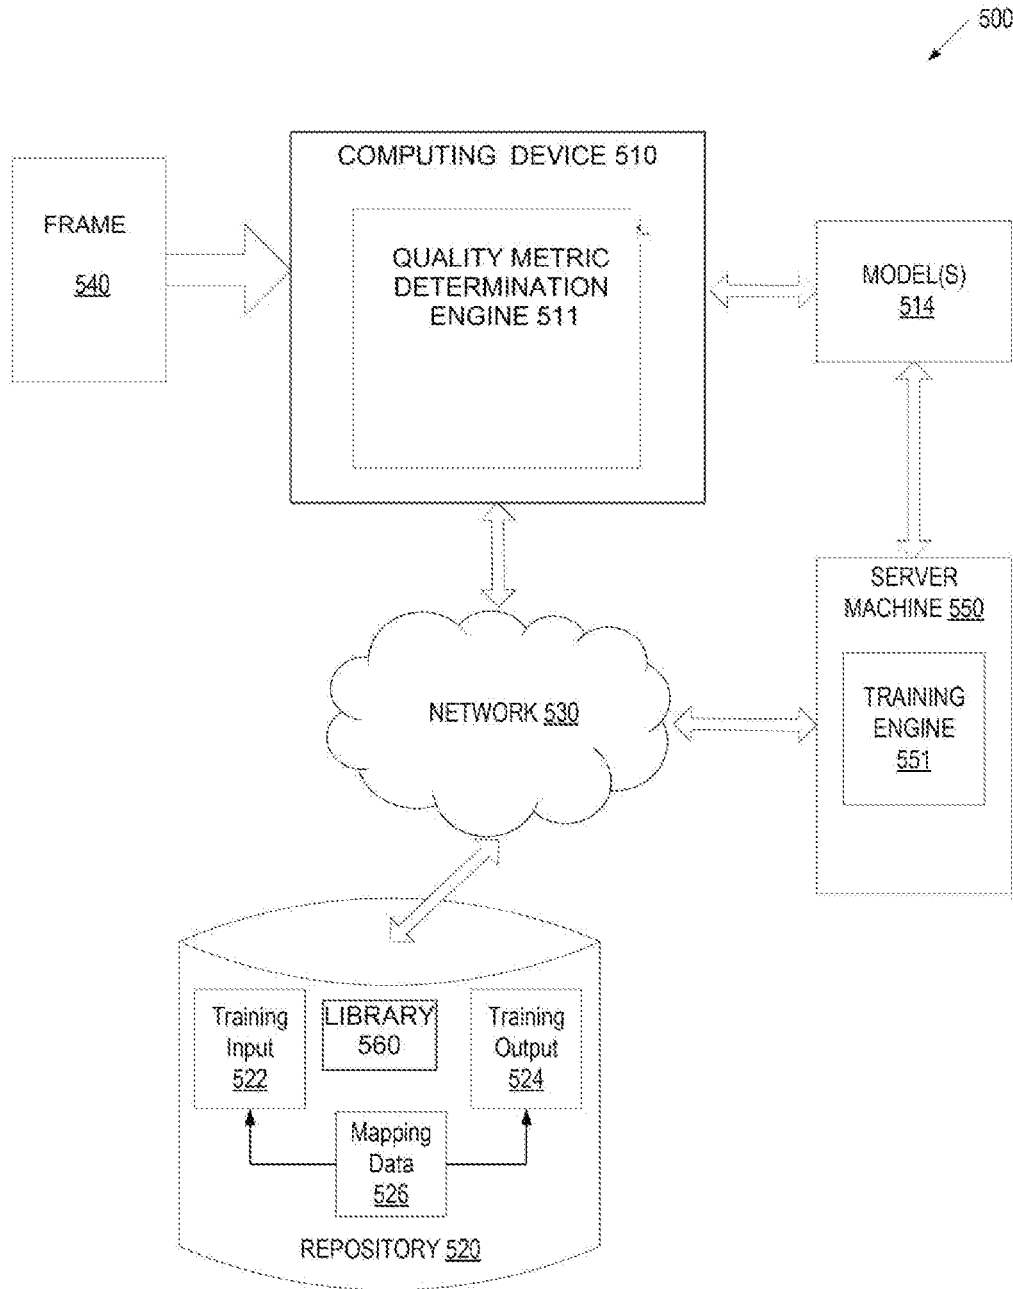 500
COMPUTING DEVICE 510
FRAME
540
QUALITY METRIC
DETERMINATION
ENGINE 511
MODEL(S)
514
SERVER
MACHINE 550
TRAINING
ENGINE
551
NETWORK 530
Training
Input
522
LIBRARY
560
Training
Output
524
Mapping
Data
526
REPOSITORY 520